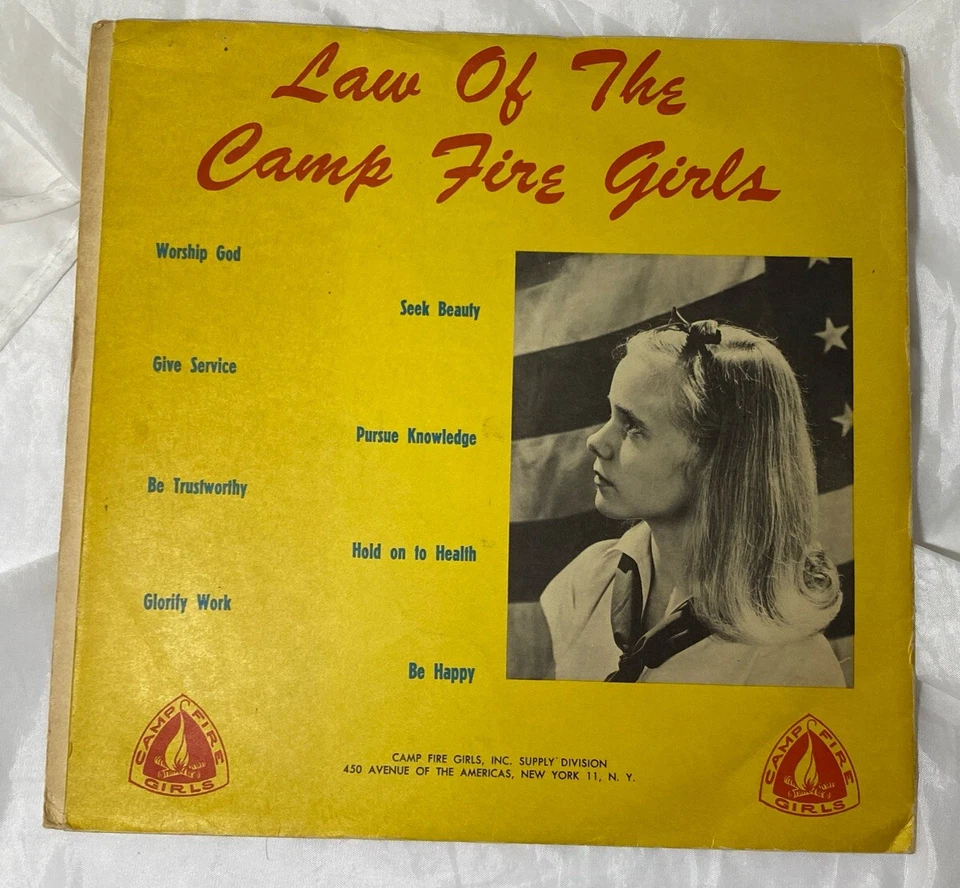 Law Of The
Camp Fire Girls
Worship God
Seek Beauty
Give Service
Pursue Knowledge
Be Trustworthy
Hold on to Health
Glorify Work
Be Happy
CAMP FIRE
GIRLS
CAMP FIRE GIRLS, INC. SUPPLY DIVISION
450 AVENUE OF THE AMERICAS, NEW YORK 11, N. Y.
CAMP FIRE
GIRLS